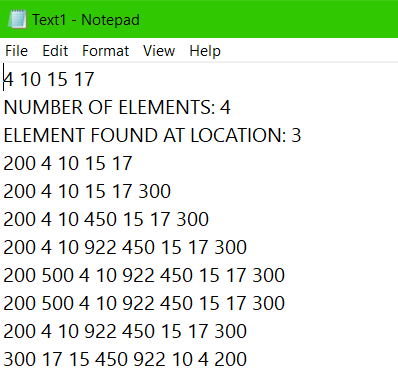 Text1 - Notepad
File Edit Format View Help
4 10 15 17
NUMBER OF ELEMENTS: 4
ELEMENT FOUND AT LOCATION: 3
200 4 10 15 17
200 4 10 15 17 300
200 4 10 450 15 17 300
200 4 10 922 450 15 17 300
200 500 4 10 922 450 15 17 300
200 500 4 10 922 450 15 17 300
200 4 10 922 450 15 17 300
300 17 15 450 922 10 4 200